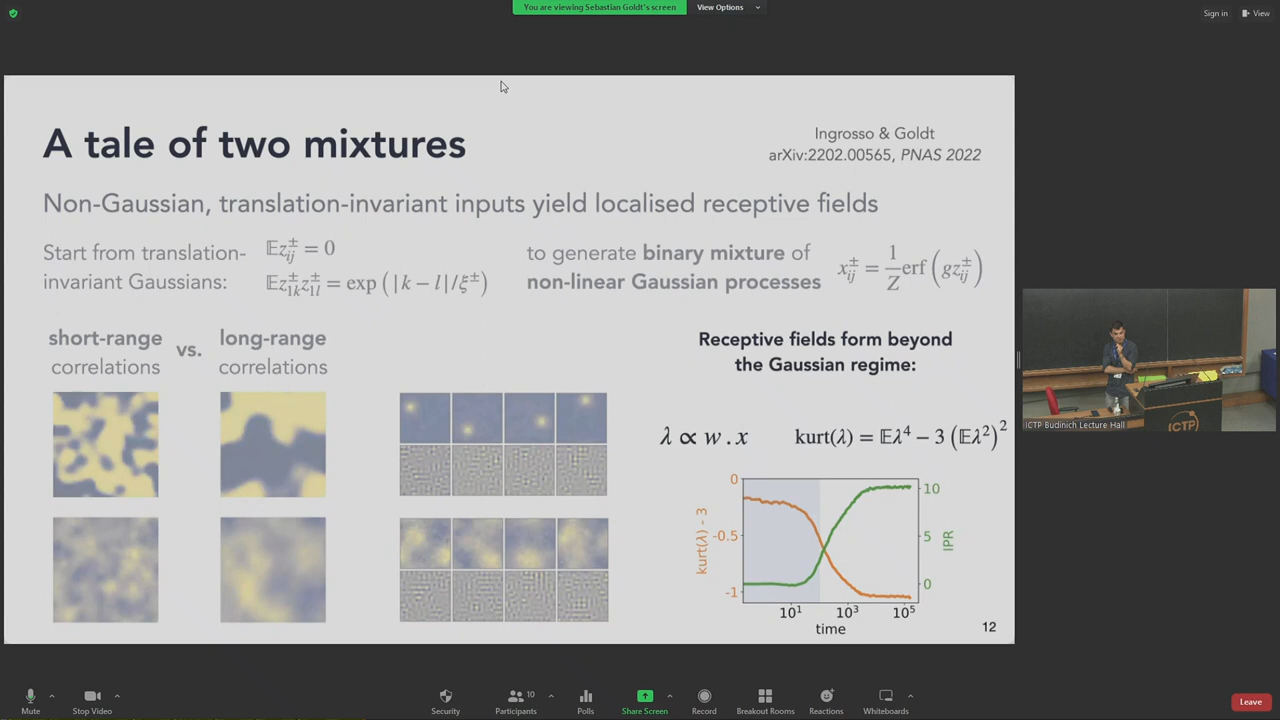 You are viewing Sebastian Goldt's screen
View Options
Sign in
View
A tale of two mixtures
Ingrosso & Goldt
arXiv:2202.00565, PNAS 2022
Non-Gaussian, translation-invariant inputs yield localised receptive fields
Start from translation-
invariant Gaussians:
𝔼z±ij = 0
𝔼z±1k z±1l = exp (|k − l|/ξ±)
to generate binary mixture of
non-linear Gaussian processes
x±ij = 1/Z erf (gz±ij)
short-range
correlations
vs.
long-range
correlations
Receptive fields form beyond
the Gaussian regime:
λ ∝ w . x
kurt(λ) = 𝔼λ⁴ − 3 (𝔼λ²)²
kurt(λ) - 3
0
-0.5
-1
10
5
0
IPR
10¹
10³
10⁵
time
12
ICTP
ICTP Budinich Lecture Hall
Mute
Stop Video
Security
Participants
10
Polls
Share Screen
Record
Breakout Rooms
Reactions
Whiteboards
Leave